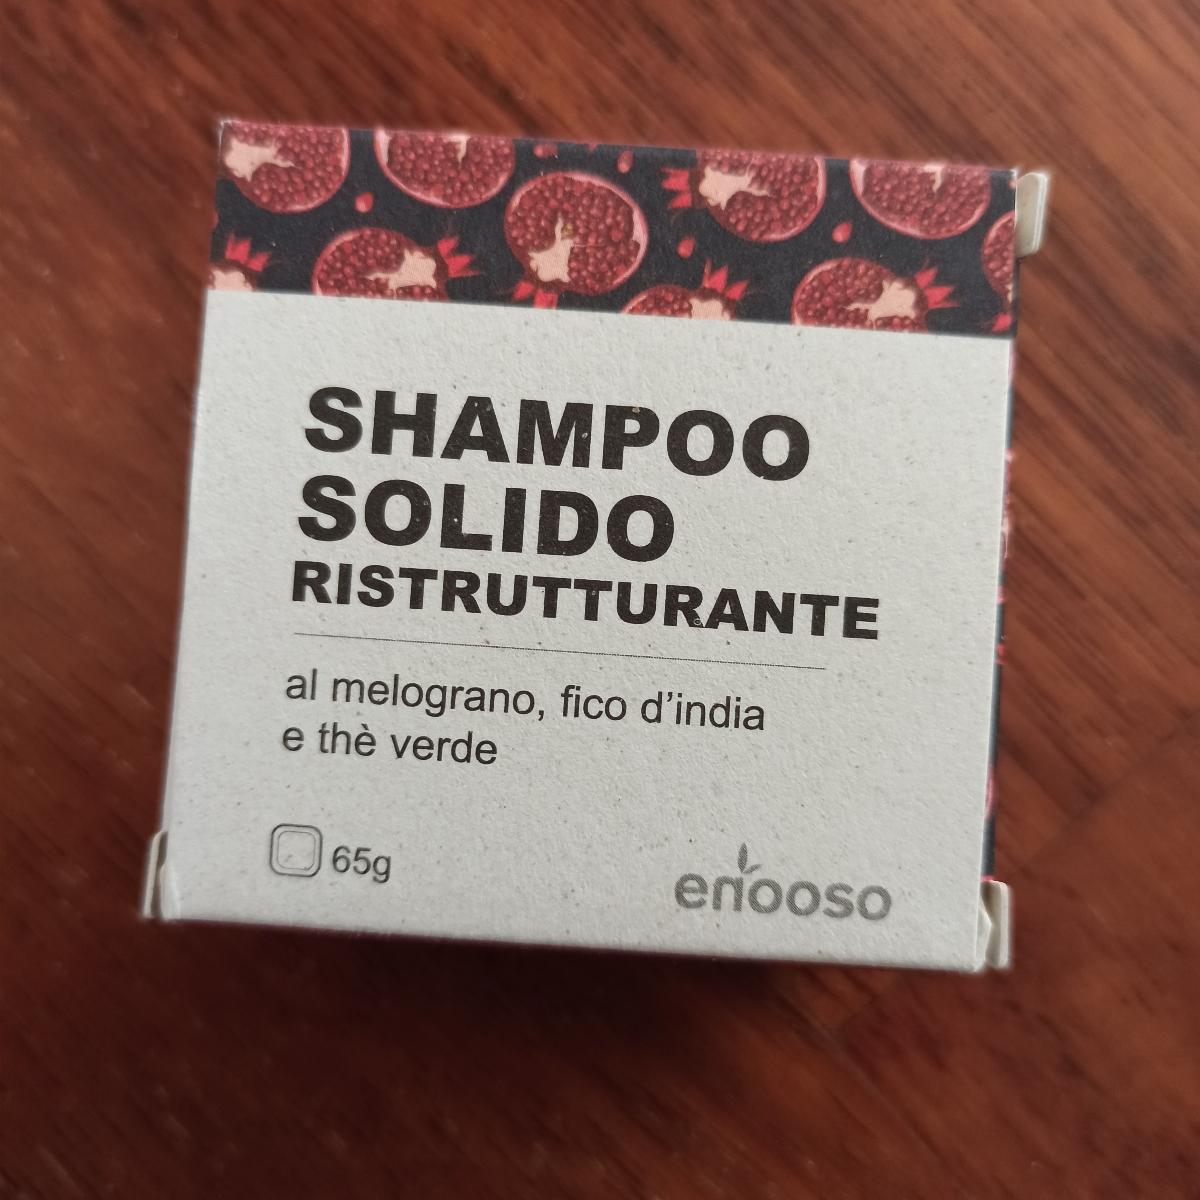 SHAMPOO
SOLIDO
RISTRUTTURANTE
al melograno, fico d'india
e thè verde
65g
enooso